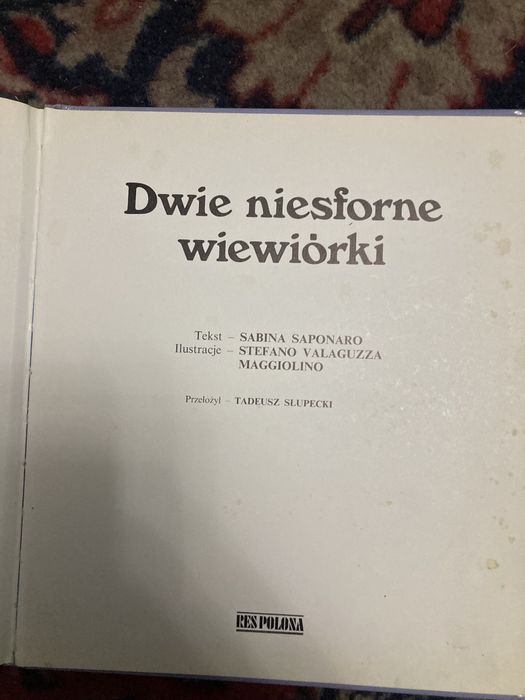 Dwie niesforne
wiewiórki
Tekst – SABINA SAPONARO
Ilustracje – STEFANO VALAGUZZA
MAGGIOLINO
Przełożył – TADEUSZ SŁUPECKI
RES POLONA